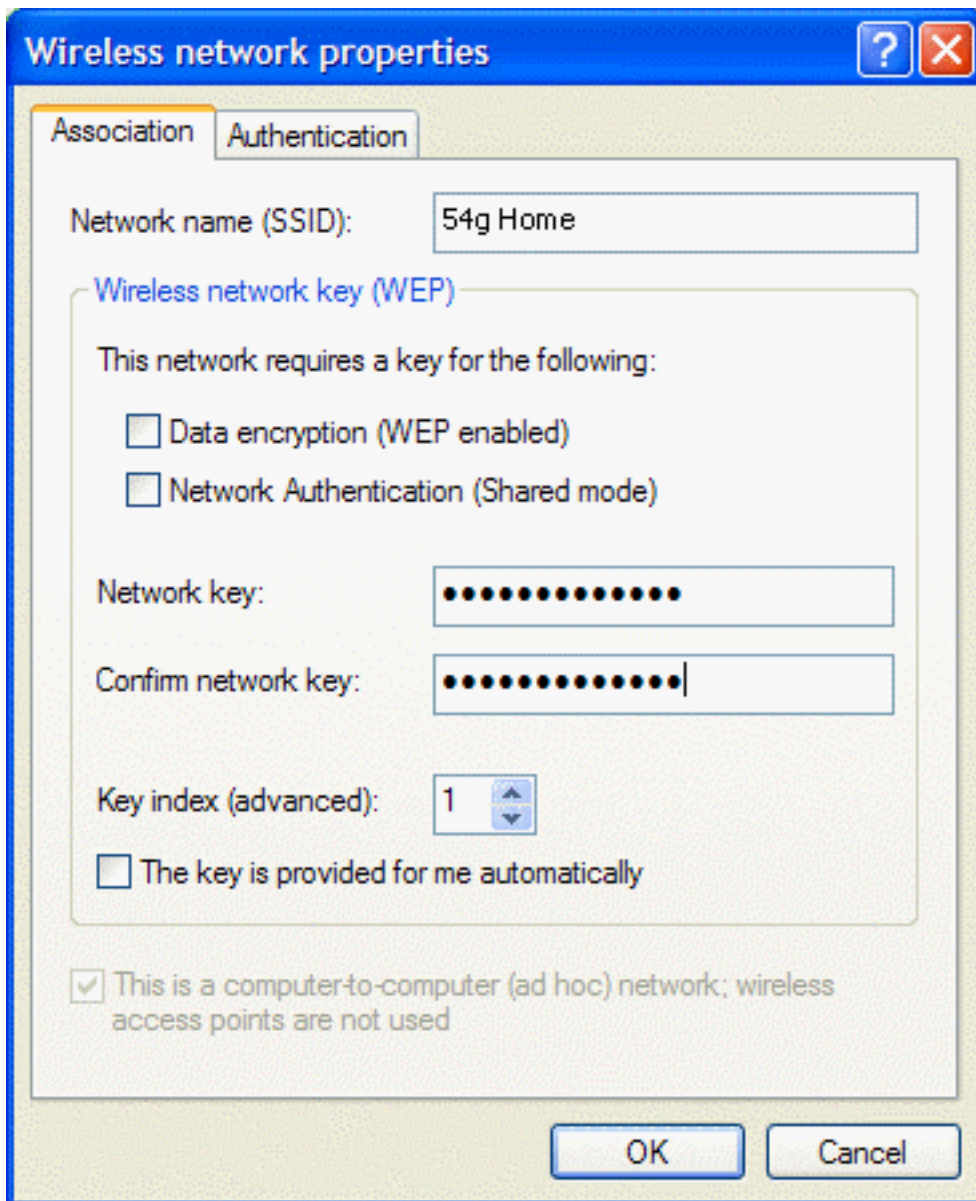 Wireless network properties
Association
Authentication
Network name (SSID):
54g Home
Wireless network key (WEP)
This network requires a key for the following:
Data encryption (WEP enabled)
Network Authentication (Shared mode)
Network key:
•••••••••••••
Confirm network key:
•••••••••••••
Key index (advanced):
1
The key is provided for me automatically
This is a computer-to-computer (ad hoc) network; wireless
access points are not used
OK
Cancel